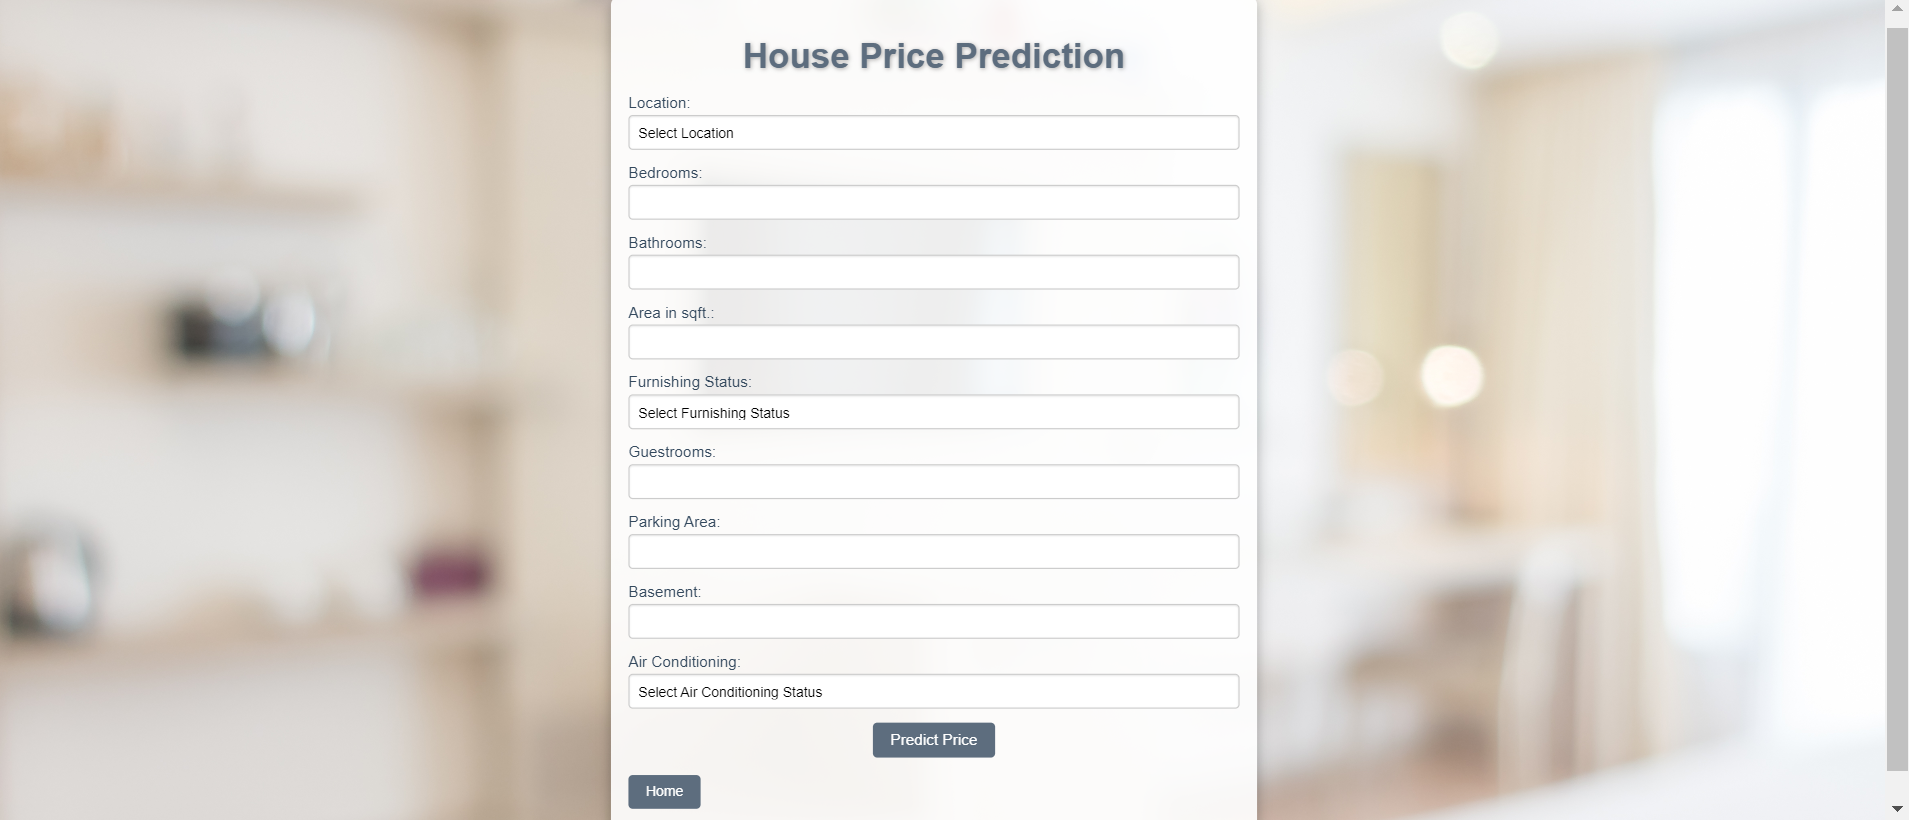 House Price Prediction
Location:
Select Location
Bedrooms:
Bathrooms:
Area in sqft.:
Furnishing Status:
Select Furnishing Status
Guestrooms:
Parking Area:
Basement:
Air Conditioning:
Select Air Conditioning Status
Predict Price
Home